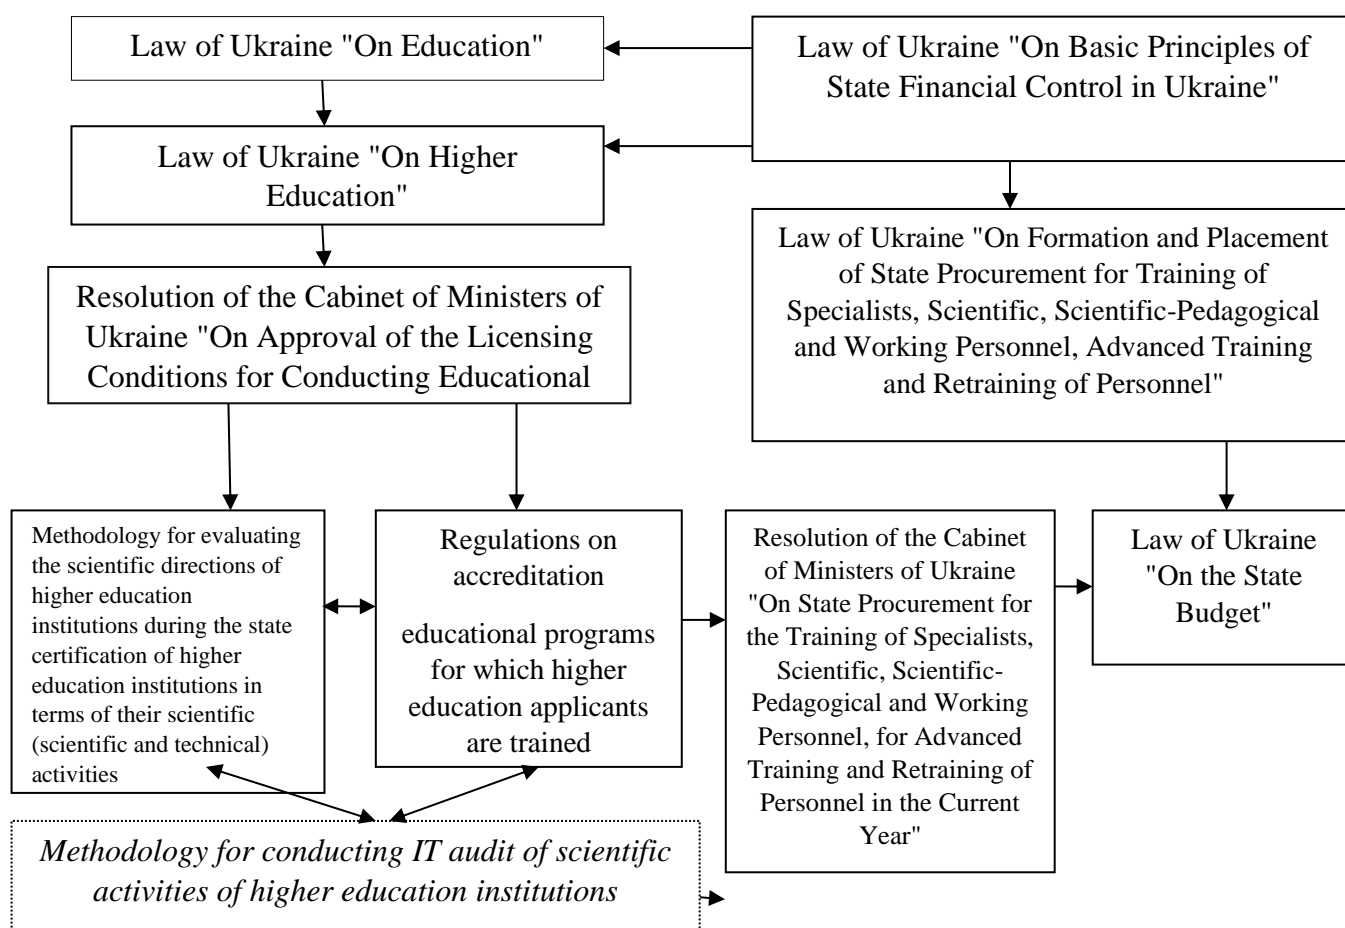 Law of Ukraine "On Education"
Law of Ukraine "On Basic Principles of
State Financial Control in Ukraine"
Law of Ukraine "On Higher
Education"
Law of Ukraine "On Formation and Placement
of State Procurement for Training of
Specialists, Scientific, Scientific-Pedagogical
and Working Personnel, Advanced Training
and Retraining of Personnel"
Resolution of the Cabinet of Ministers of
Ukraine "On Approval of the Licensing
Conditions for Conducting Educational
Methodology for evaluating
the scientific directions of
higher education
institutions during the state
certification of higher
education institutions in
terms of their scientific
(scientific and technical)
activities
Regulations on
accreditation
educational programs
for which higher
education applicants
are trained
Resolution of the Cabinet
of Ministers of Ukraine
"On State Procurement for
the Training of Specialists,
Scientific, Scientific-
Pedagogical and Working
Personnel, for Advanced
Training and Retraining of
Personnel in the Current
Year"
Law of Ukraine
"On the State
Budget"
Methodology for conducting IT audit of scientific
activities of higher education institutions